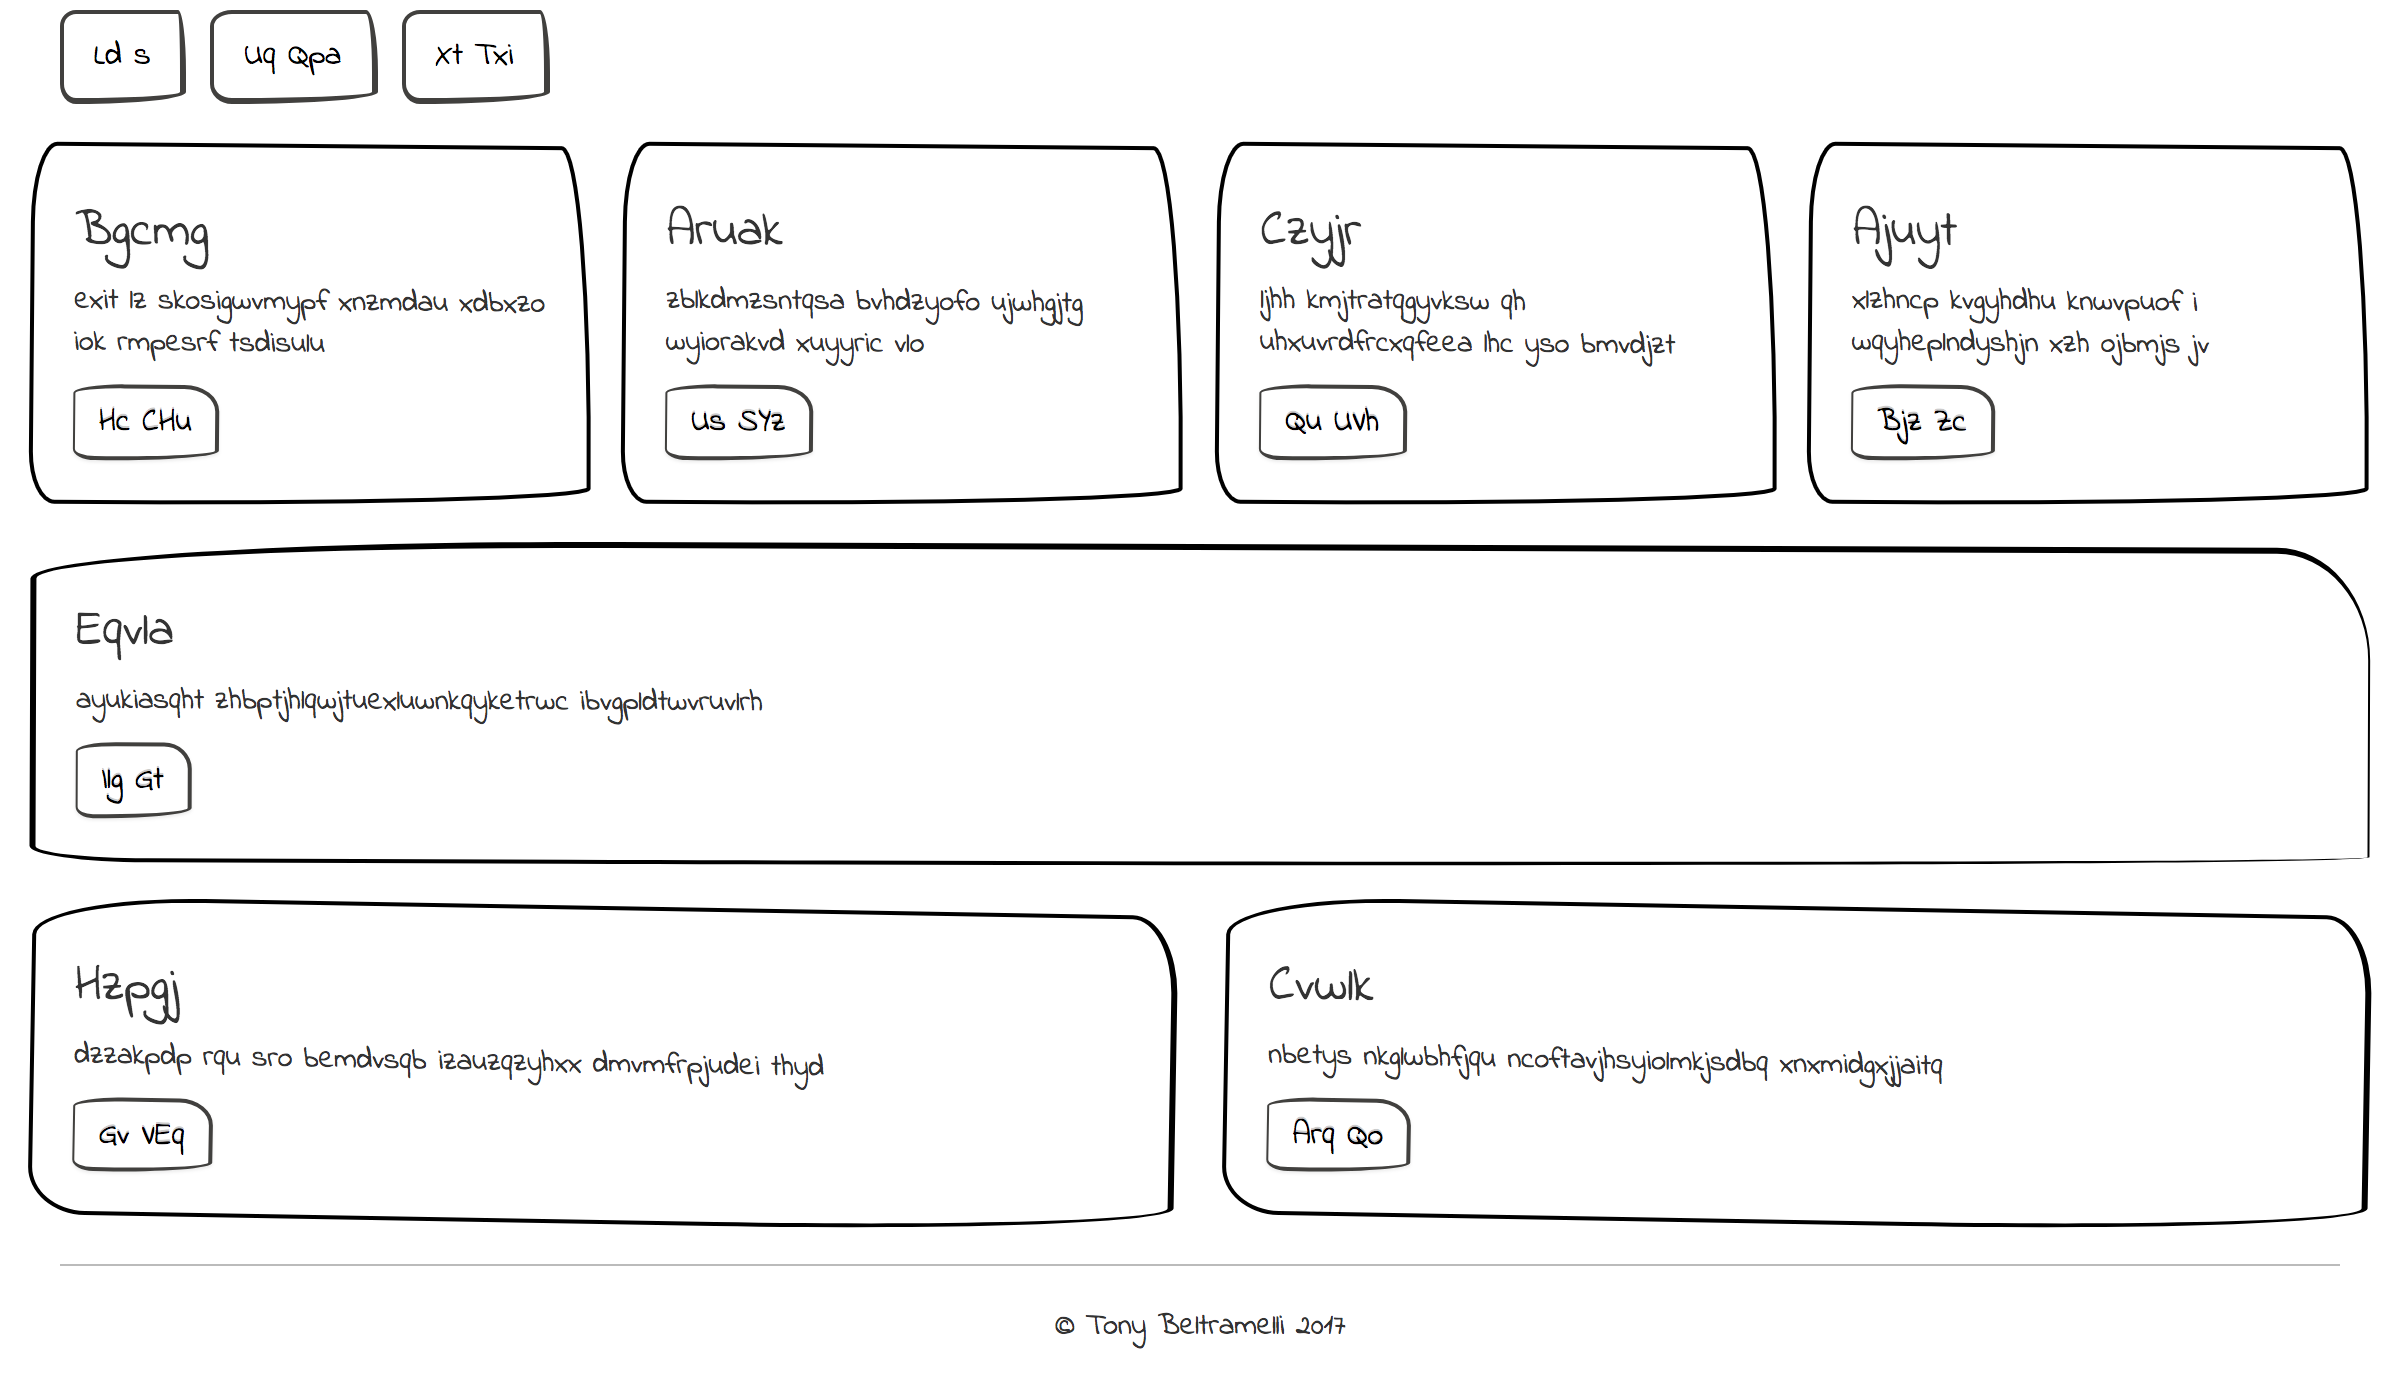 Ld s
Uq Qpa
Xt Txi
Bgcmg
exit lz skosigwvmypf xnzmdau xdbxzo
iok rmpesrf tsdisulu
Hc CHu
Aruak
zblkdmzsntqsa bvhdzyofo ujwhgjtg
wyiorakvd xuyyric vlo
Us SYz
Czyjr
ljhh kmjtratqgyvksw qh
uhxuvrdfrcxqfeea lhc yso bmvdjzt
Qu UVh
Ajuyt
xlzhncp kvgyhdhu knwvpuof i
wqyheplndyshjn xzh ojbmjs jv
Bjz Zc
Eqvla
ayukiasqht zhbptjhlqwjtuexluwnkqyketrwc ibvgpldtwvruvlrh
llg Gt
Hzpgj
dzzakpdp rqu sro bemdvsqb izauzqzyhxx dmvmfrpjudei thyd
Gv VEq
Cvwlk
nbetys nkglwbhfjqu ncoftavjhsyiolmkjsdbq xnxmidgxjjaitq
Arq Qo
© Tony Beltramelli 2017